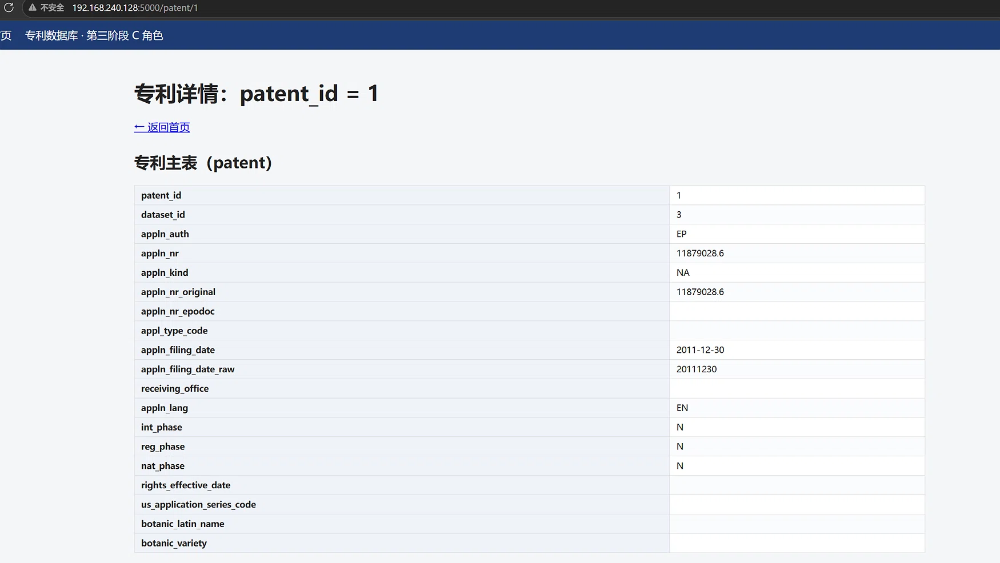 不安全 192.168.240.128:5000/patent/1
页 专利数据库 · 第三阶段 C 角色
专利详情：patent_id = 1
← 返回首页
专利主表（patent）
patent_id 1
dataset_id 3
appln_auth EP
appln_nr 11879028.6
appln_kind NA
appln_nr_original 11879028.6
appln_nr_epodoc
appl_type_code
appln_filing_date 2011-12-30
appln_filing_date_raw 20111230
receiving_office
appln_lang EN
int_phase N
reg_phase N
nat_phase N
rights_effective_date
us_application_series_code
botanic_latin_name
botanic_variety